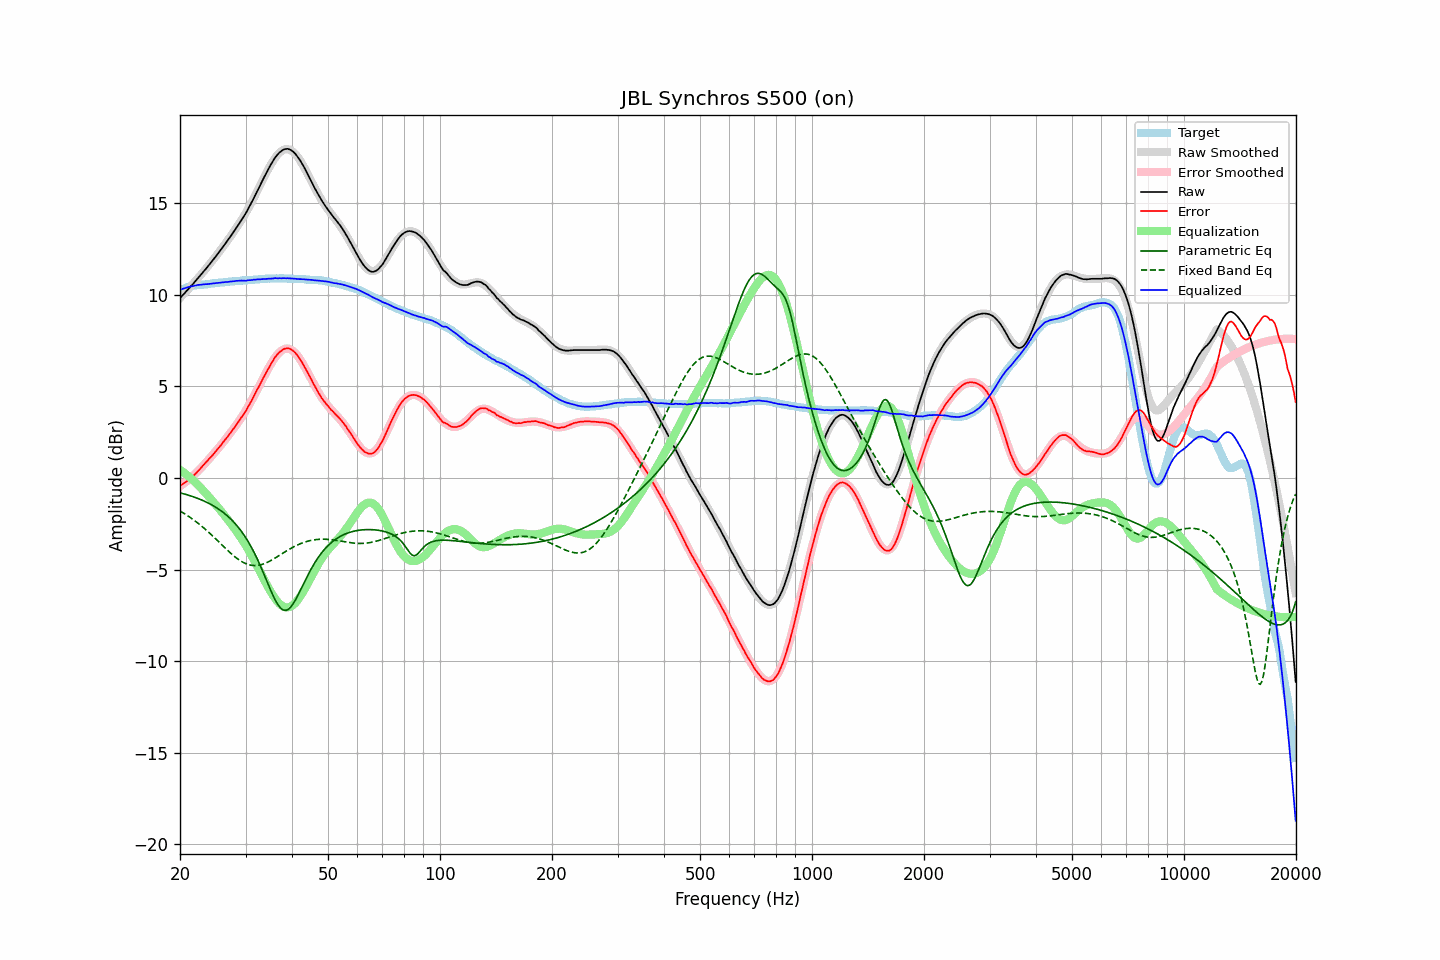 JBL Synchros S500 (on)
Amplitude (dBr)
15
10
5
0
−5
−10
−15
−20
Target
Raw Smoothed
Error Smoothed
Raw
Error
Equalization
Parametric Eq
Fixed Band Eq
Equalized
20 50 100 200 500 1000 2000 5000 10000 20000
Frequency (Hz)